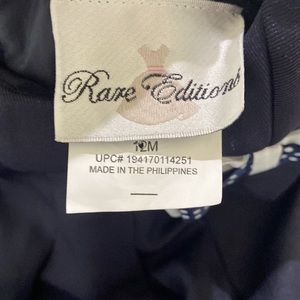 Rare Editions
12M
UPC# 194170114251
MADE IN THE PHILIPPINES